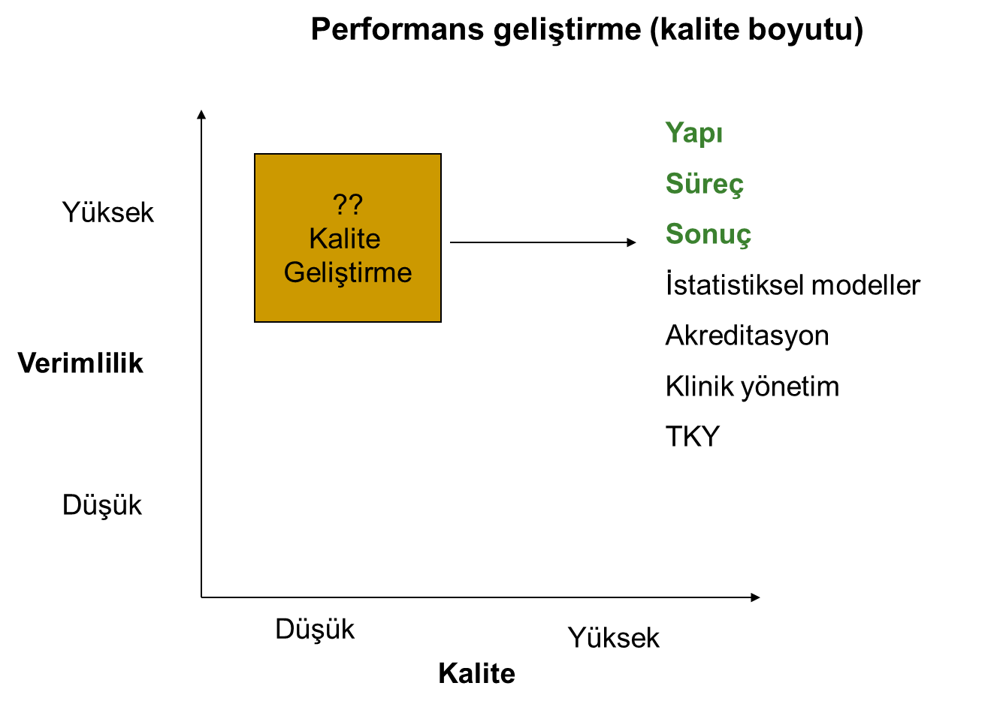 Performans geliştirme (kalite boyutu)
Yüksek
Verimlilik
Düşük
??
Kalite
Geliştirme
Yapı
Süreç
Sonuç
İstatistiksel modeller
Akreditasyon
Klinik yönetim
TKY
Düşük
Yüksek
Kalite